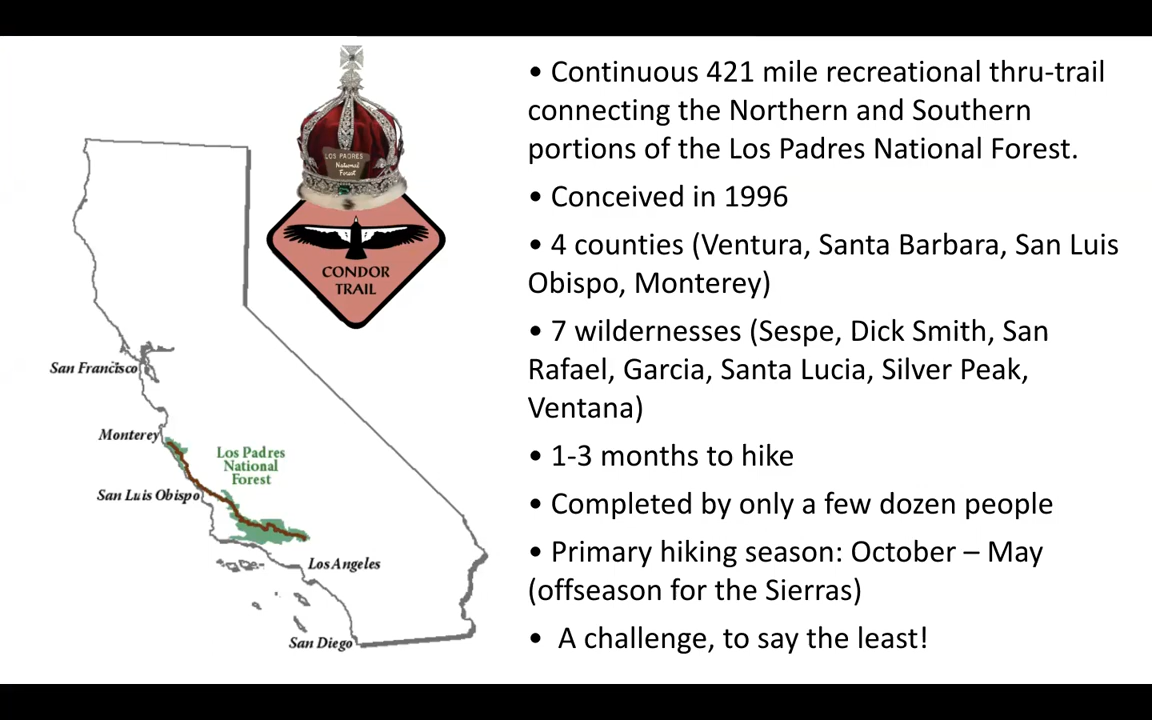 • Continuous 421 mile recreational thru-trail
connecting the Northern and Southern
portions of the Los Padres National Forest.
• Conceived in 1996
• 4 counties (Ventura, Santa Barbara, San Luis
Obispo, Monterey)
• 7 wildernesses (Sespe, Dick Smith, San
Rafael, Garcia, Santa Lucia, Silver Peak,
Ventana)
• 1-3 months to hike
• Completed by only a few dozen people
• Primary hiking season: October – May
(offseason for the Sierras)
• A challenge, to say the least!
LOS PADRES
National
Forest
CONDOR
TRAIL
San Francisco
Monterey
Los Padres
National
Forest
San Luis Obispo
Los Angeles
San Diego